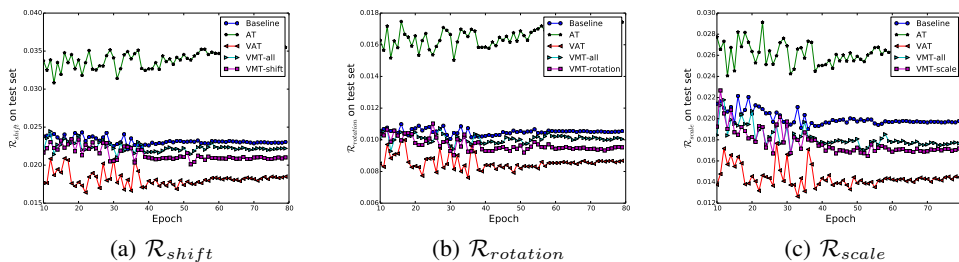 0.040
0.035
0.030
0.025
0.020
0.015
R_shift on test set
10 20 30 40 50 60 70 80
Epoch
Baseline
AT
VAT
VMT-all
VMT-shift
(a) R_shift
0.018
0.016
0.014
0.012
0.010
0.008
0.006
R_rotation on test set
10 20 30 40 50 60 70 80
Epoch
Baseline
AT
VAT
VMT-all
VMT-rotation
(b) R_rotation
0.030
0.028
0.026
0.024
0.022
0.020
0.018
0.016
0.014
0.012
R_scale on test set
10 20 30 40 50 60 70
Epoch
Baseline
AT
VAT
VMT-all
VMT-scale
(c) R_scale